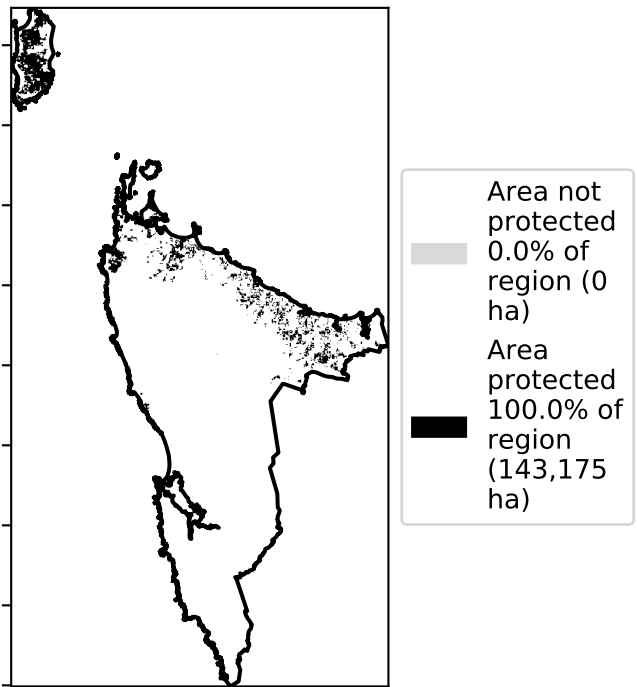 Area not
protected
0.0% of
region (0
ha)
Area
protected
100.0% of
region
(143,175
ha)